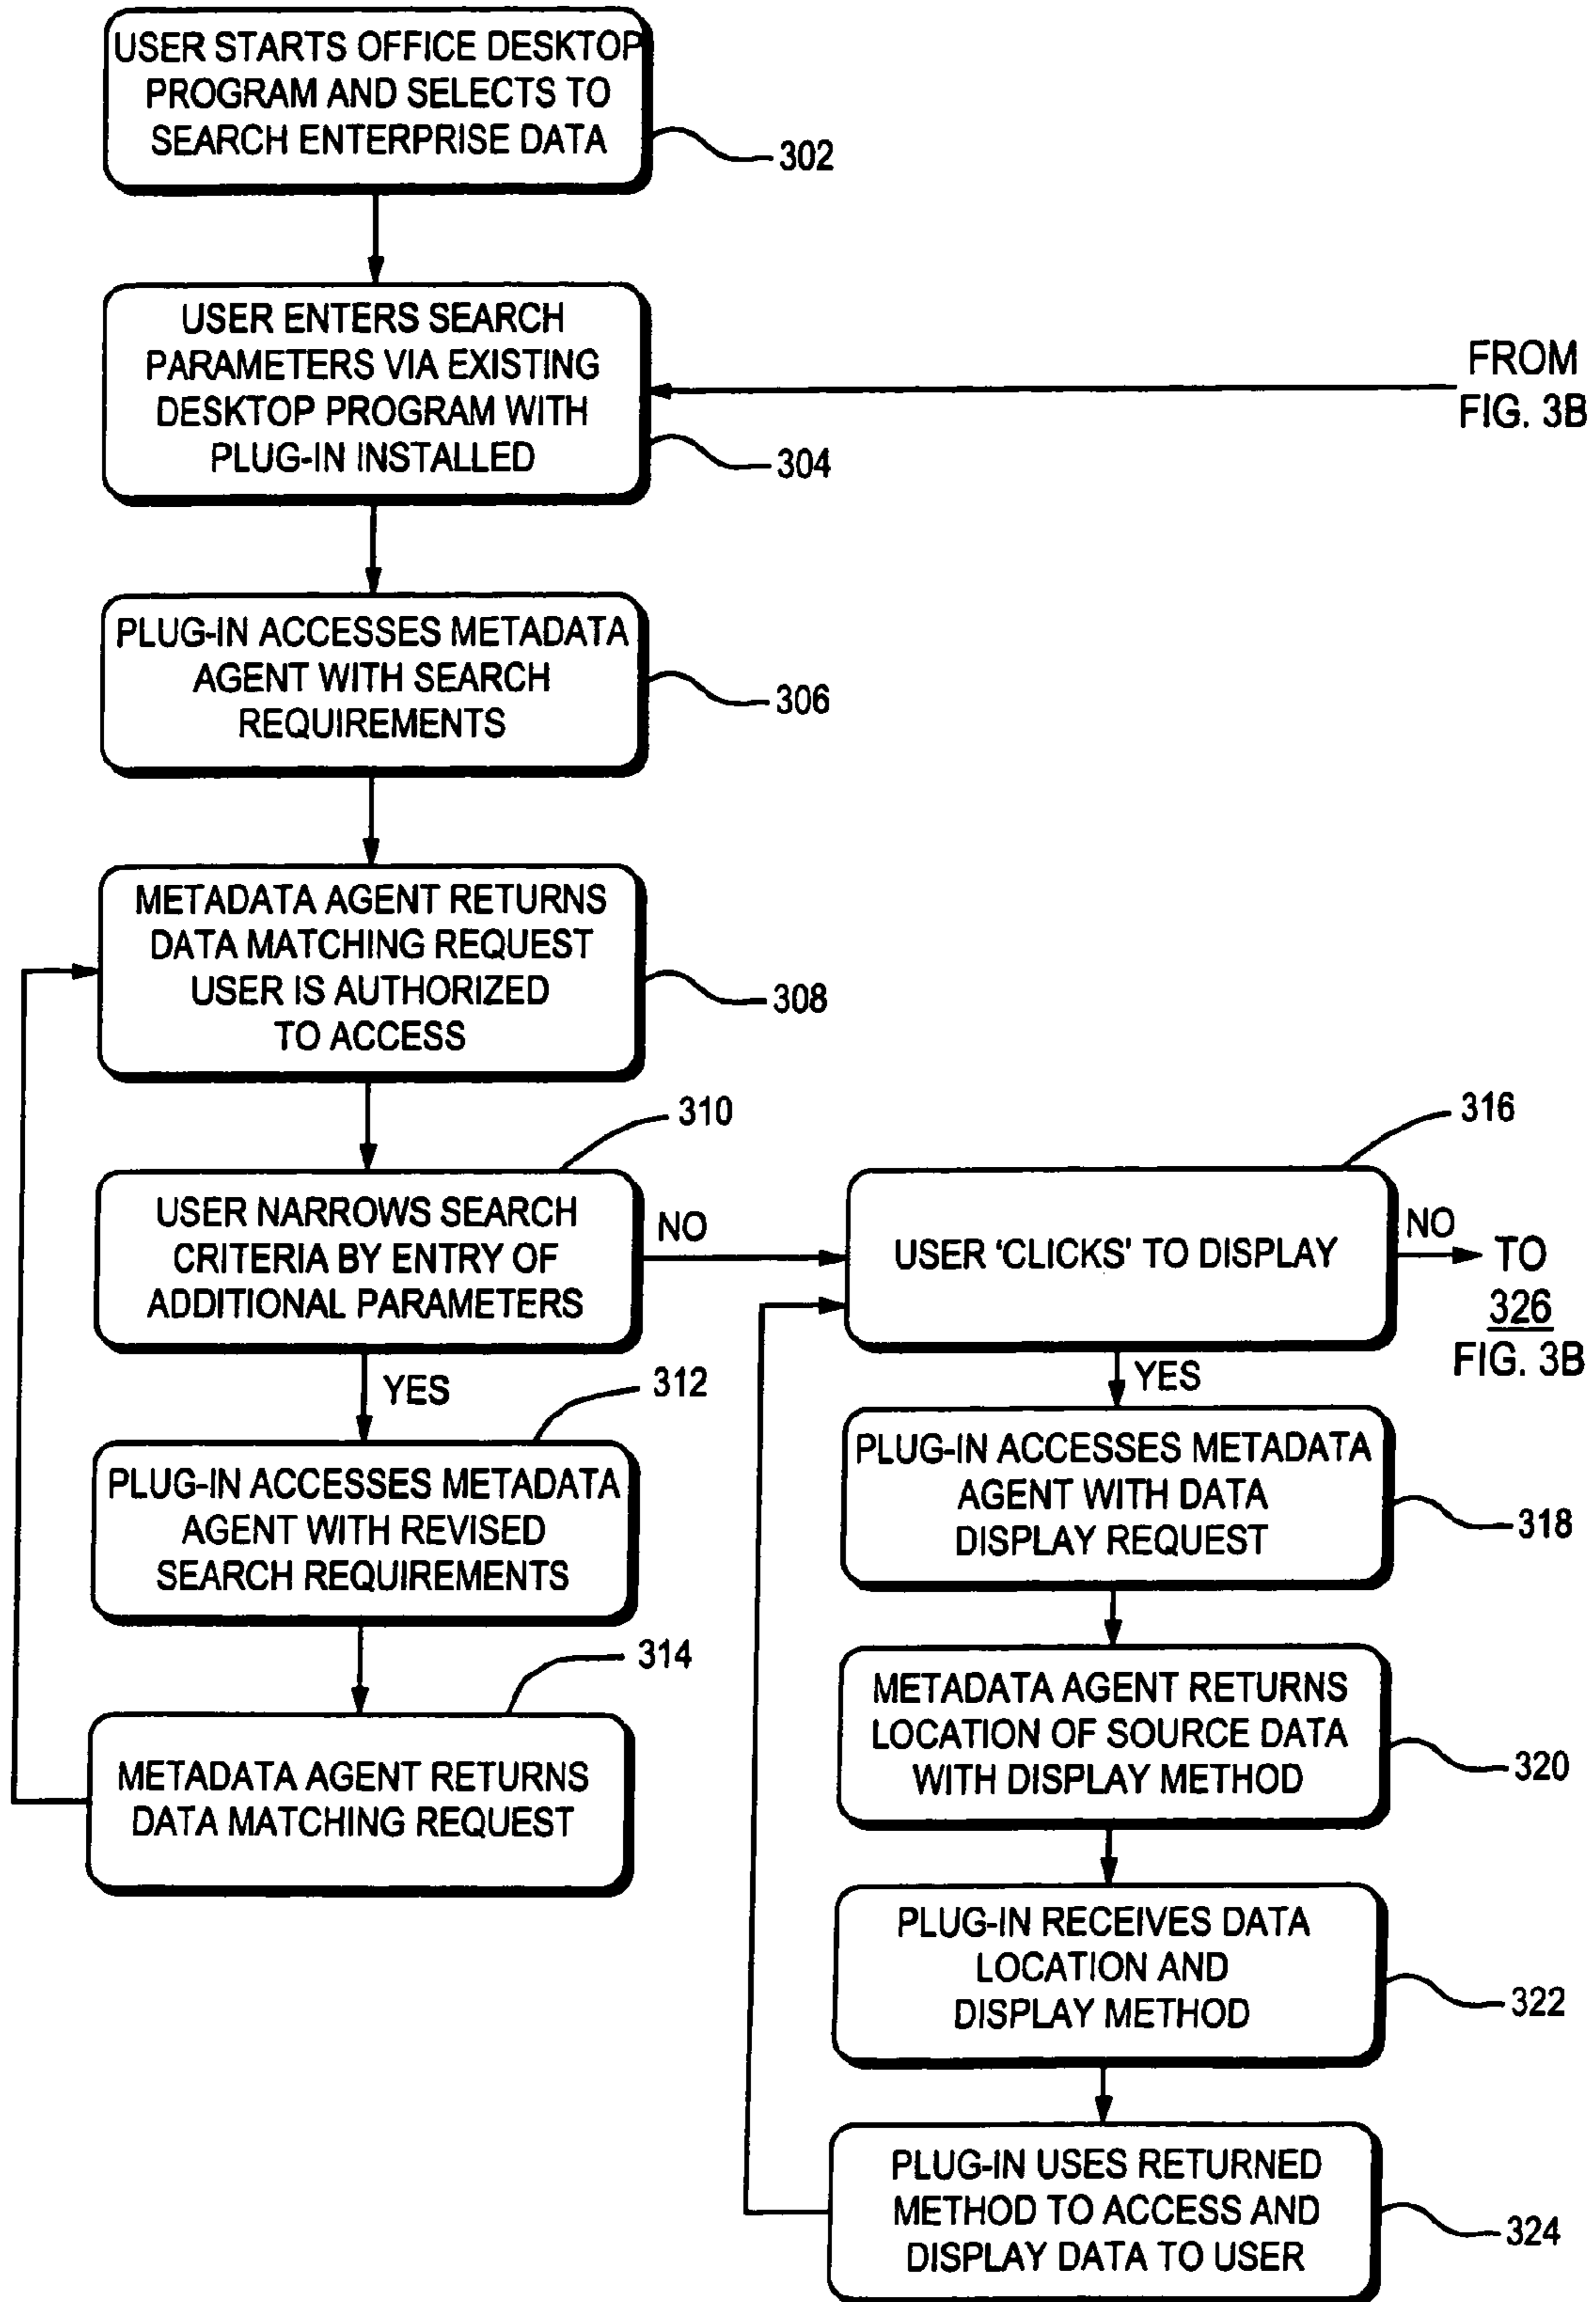 USER STARTS OFFICE DESKTOP
PROGRAM AND SELECTS TO
SEARCH ENTERPRISE DATA
302
USER ENTERS SEARCH
PARAMETERS VIA EXISTING
DESKTOP PROGRAM WITH
PLUG-IN INSTALLED
304
FROM
FIG. 3B
PLUG-IN ACCESSES METADATA
AGENT WITH SEARCH
REQUIREMENTS
306
METADATA AGENT RETURNS
DATA MATCHING REQUEST
USER IS AUTHORIZED
TO ACCESS
308
310
USER NARROWS SEARCH
CRITERIA BY ENTRY OF
ADDITIONAL PARAMETERS
NO
YES
312
PLUG-IN ACCESSES METADATA
AGENT WITH REVISED
SEARCH REQUIREMENTS
314
METADATA AGENT RETURNS
DATA MATCHING REQUEST
316
USER 'CLICKS' TO DISPLAY
NO
TO
326
FIG. 3B
YES
PLUG-IN ACCESSES METADATA
AGENT WITH DATA
DISPLAY REQUEST
318
METADATA AGENT RETURNS
LOCATION OF SOURCE DATA
WITH DISPLAY METHOD
320
PLUG-IN RECEIVES DATA
LOCATION AND
DISPLAY METHOD
322
PLUG-IN USES RETURNED
METHOD TO ACCESS AND
DISPLAY DATA TO USER
324